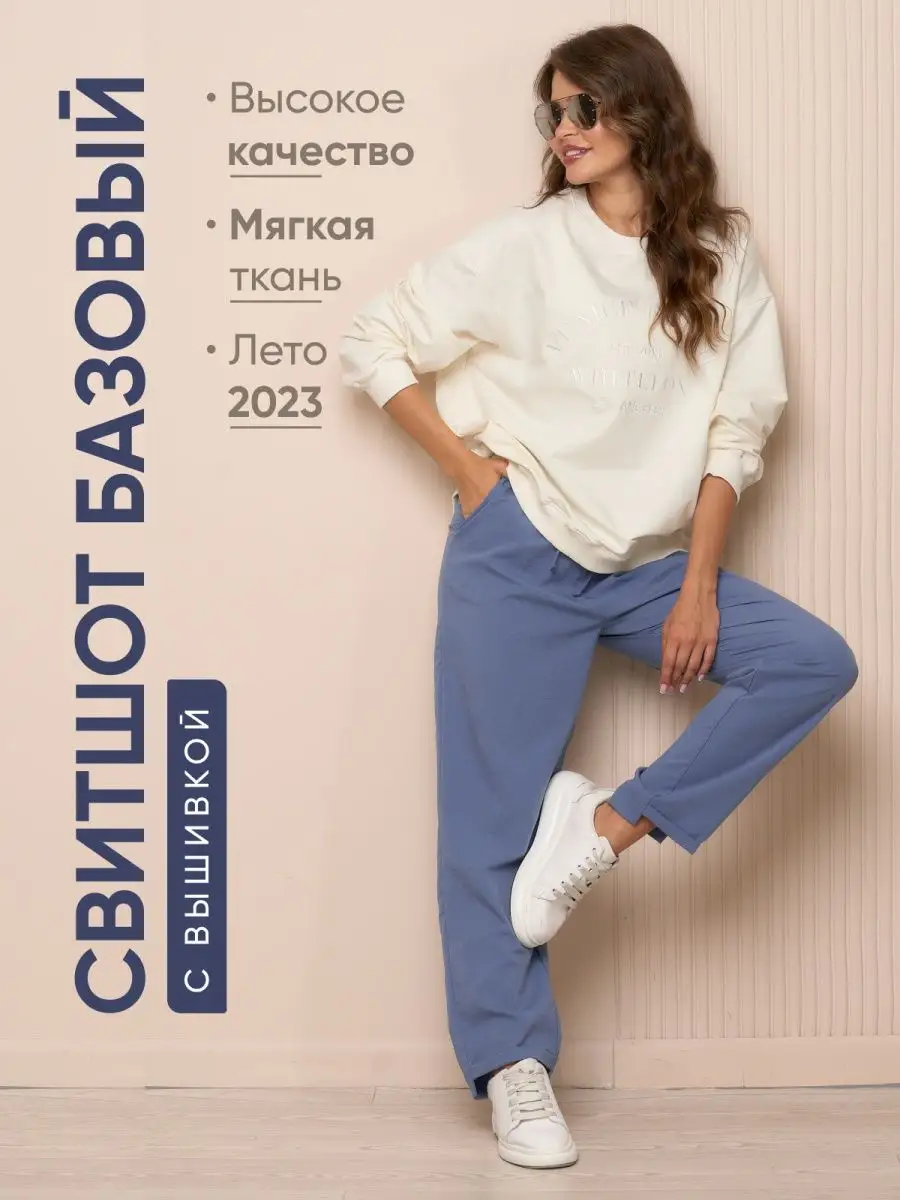 СВИТШОТ БАЗОВЫЙ
С ВЫШИВКОЙ
• Высокое
качество
• Мягкая
ткань
• Лето
2023